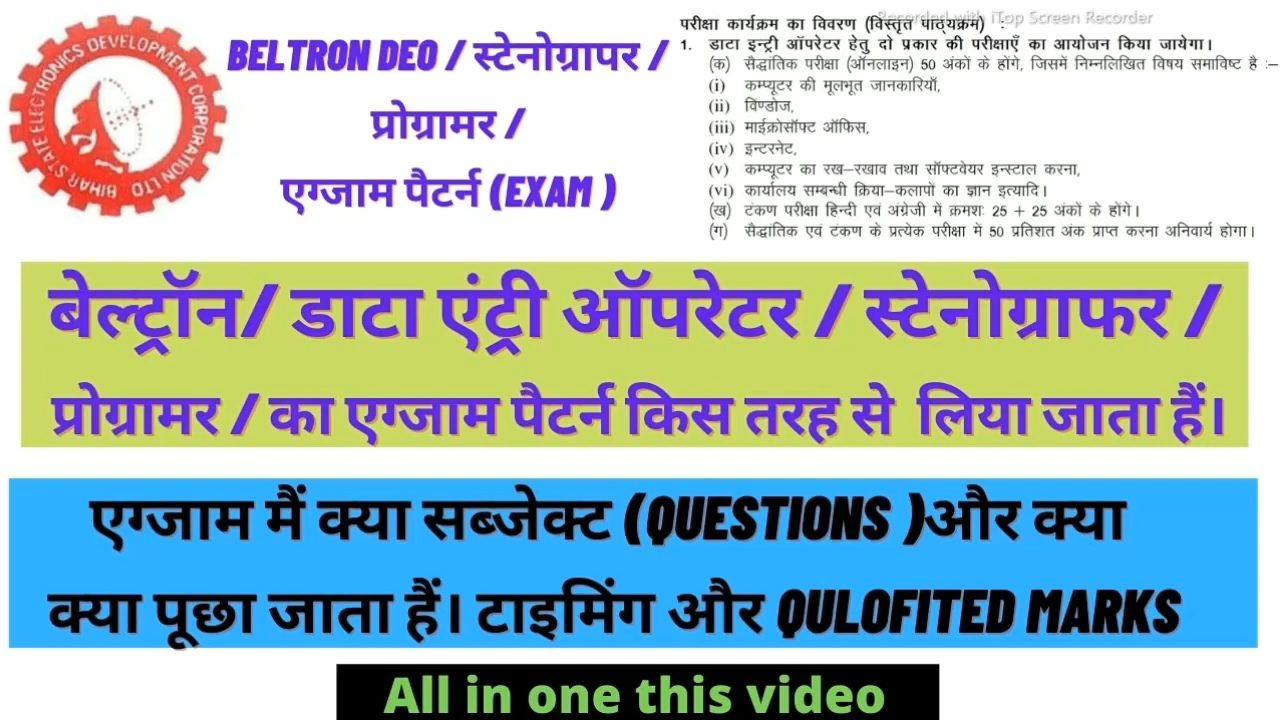 BIHAR STATE ELECTRONICS DEVELOPMENT CORPORATION LTD
BELTRON DEO / स्टेनोग्रापर /
प्रोग्रामर /
एग्जाम पैटर्न (EXAM )
Recorded with iTop Screen Recorder
परीक्षा कार्यक्रम का विवरण (विस्तृत पाठ्यक्रम) :
1. डाटा इन्ट्री ऑपरेटर हेतु दो प्रकार की परीक्षाएँ का आयोजन किया जायेगा।
(क) सैद्धांतिक परीक्षा (ऑनलाइन) 50 अंकों के होंगे, जिसमें निम्नलिखित विषय समाविष्ट है :–
(i) कम्प्यूटर की मूलभूत जानकारियाँ,
(ii) विंण्डोज,
(iii) माईक्रोसॉफ्ट ऑफिस,
(iv) इन्टरनेट,
(v) कम्प्यूटर का रख–रखाव तथा सॉफ्टवेयर इन्स्टाल करना,
(vi) कार्यालय सम्बन्धी क्रिया–कलापों का ज्ञान इत्यादि।
(ख) टंकण परीक्षा हिन्दी एवं अंग्रेजी में क्रमशः 25 + 25 अंकों के होंगे।
(ग) सैद्धांतिक एवं टंकण के प्रत्येक परीक्षा में 50 प्रतिशत अंक प्राप्त करना अनिवार्य होगा।
बेल्ट्रॉन/ डाटा एंट्री ऑपरेटर / स्टेनोग्राफर /
प्रोग्रामर / का एग्जाम पैटर्न किस तरह से लिया जाता हैं।
एग्जाम मैं क्या सब्जेक्ट (QUESTIONS )और क्या
क्या पूछा जाता हैं। टाइमिंग और QULOFITED MARKS
All in one this video